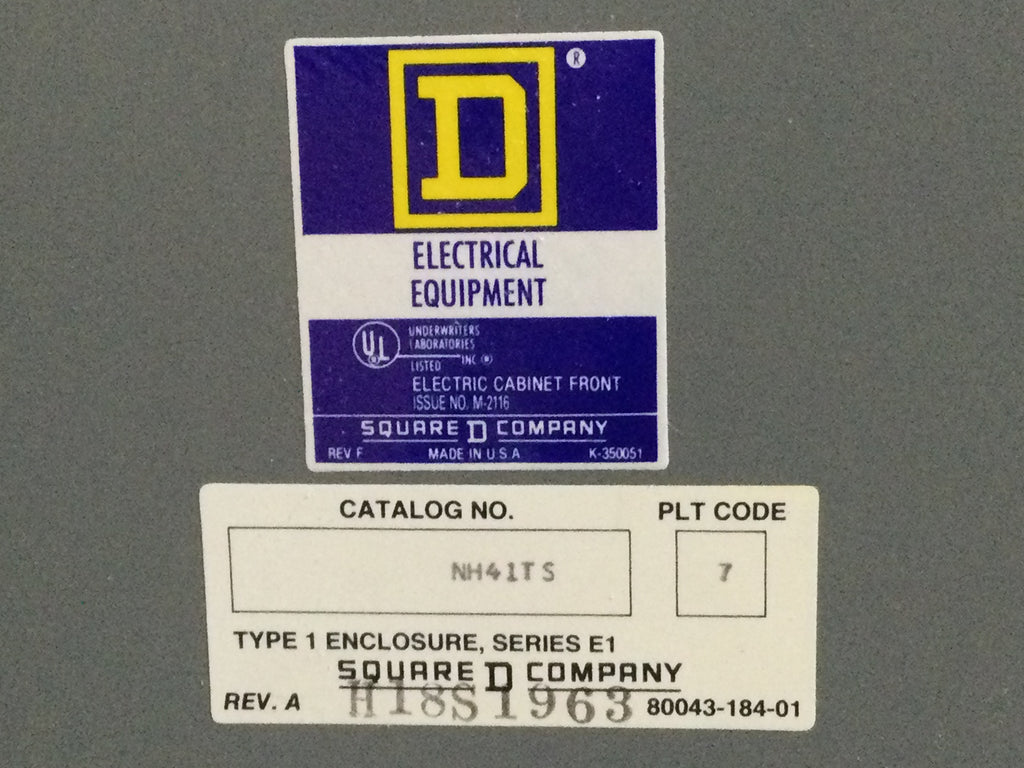 D ®
ELECTRICAL
EQUIPMENT
UL ® UNDERWRITERS
LABORATORIES
INC ®
LISTED
ELECTRIC CABINET FRONT
ISSUE NO. M-2116
SQUARE D COMPANY
REV F MADE IN U.S.A K-350051
CATALOG NO. PLT CODE
NH41TS 7
TYPE 1 ENCLOSURE, SERIES E1
SQUARE D COMPANY
REV. A H18S1963 80043-184-01